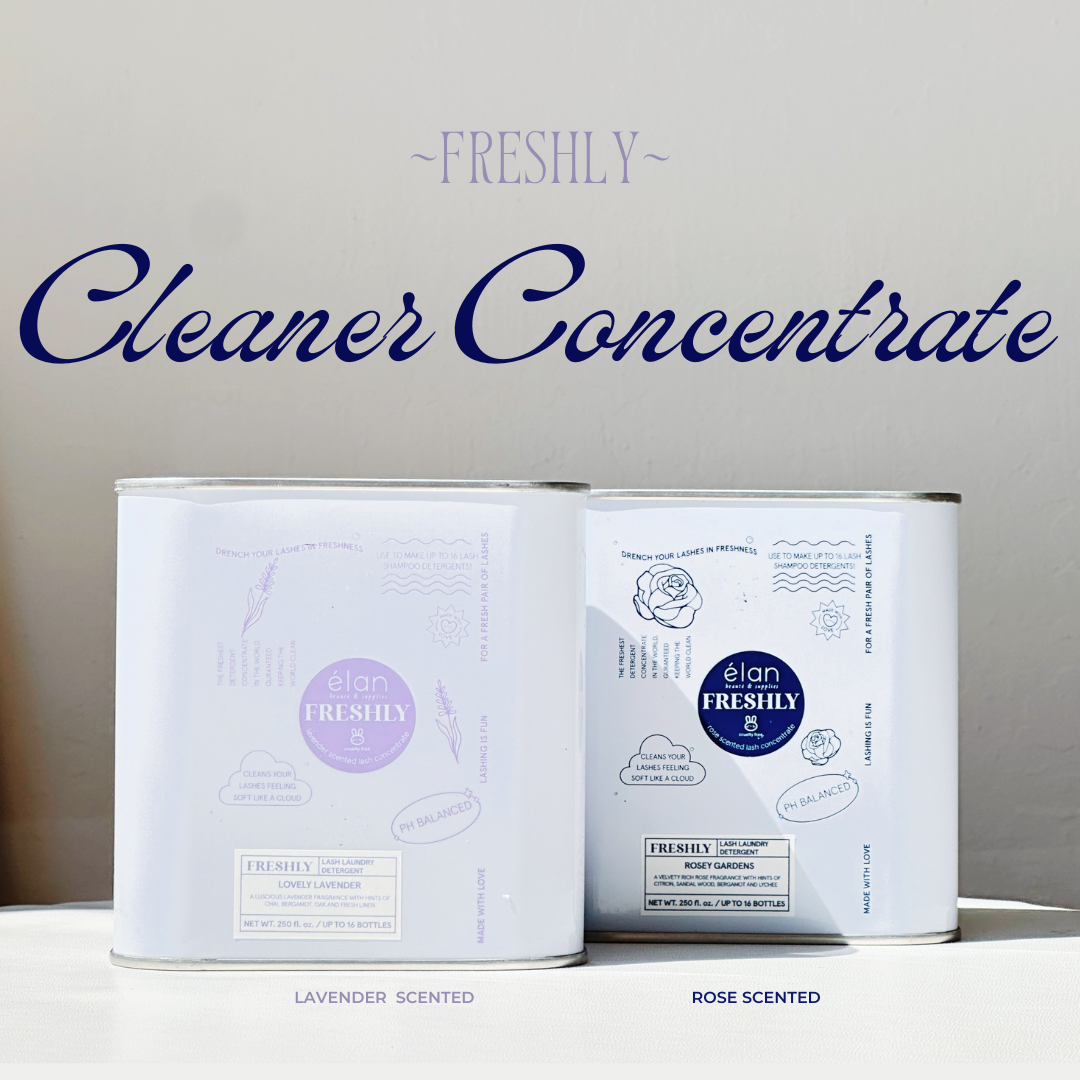 ~FRESHLY~
Cleaner Concentrate
DRENCH YOUR LASHES IN FRESHNESS
USE TO MAKE UP TO 16 LASH
SHAMPOO DETERGENTS!
FOR A FRESH PAIR OF LASHES
THE FRESHEST
DETERGENT
CONCENTRATE
IN THE WORLD,
GURANTEED
KEEPING THE
WORLD CLEAN
élan
beauté & supplies
FRESHLY
cruelty free
lavender scented lash concentrate
LASHING IS FUN
CLEANS YOUR
LASHES FEELING
SOFT LIKE A CLOUD
PH BALANCED
FRESHLY
LASH LAUNDRY
DETERGENT
LOVELY LAVENDER
A LUSCIOUS LAVENDER FRAGRANCE WITH HINTS OF
CHAI, BERGAMOT, OAK AND FRESH LINEN
NET WT. 250 fl. oz. / UP TO 16 BOTTLES
MADE WITH LOVE
DRENCH YOUR LASHES IN FRESHNESS
USE TO MAKE UP TO 16 LASH
SHAMPOO DETERGENTS!
FOR A FRESH PAIR OF LASHES
MADE WITH
LOVE
THE FRESHEST
DETERGENT
CONCENTRATE
IN THE WORLD,
GURANTEED
KEEPING THE
WORLD CLEAN
élan
beauté & supplies
FRESHLY
cruelty free
rose scented lash concentrate
LASHING IS FUN
CLEANS YOUR
LASHES FEELING
SOFT LIKE A CLOUD
PH BALANCED
FRESHLY
LASH LAUNDRY
DETERGENT
ROSEY GARDENS
A VELVETY RICH ROSE FRAGRANCE WITH HINTS OF
CITRON, SANDAL WOOD, BERGAMOT AND LYCHEE
NET WT. 250 fl. oz. / UP TO 16 BOTTLES
MADE WITH LOVE
LAVENDER SCENTED
ROSE SCENTED